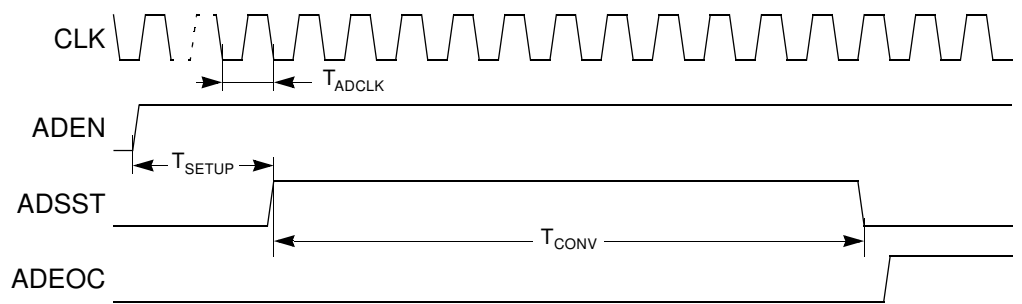 CLK
T_ADCLK
ADEN
T_SETUP
ADSST
T_CONV
ADEOC